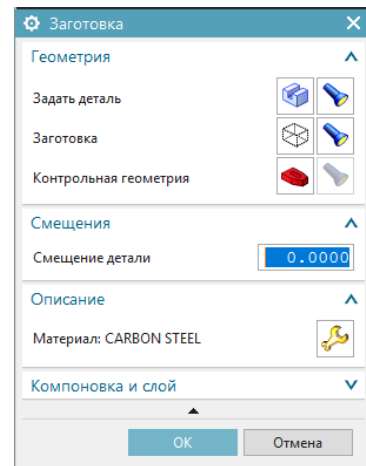 Заготовка
Геометрия
Задать деталь
Заготовка
Контрольная геометрия
Смещения
Смещение детали 0.0000
Описание
Материал: CARBON STEEL
Компоновка и слой
ОК Отмена